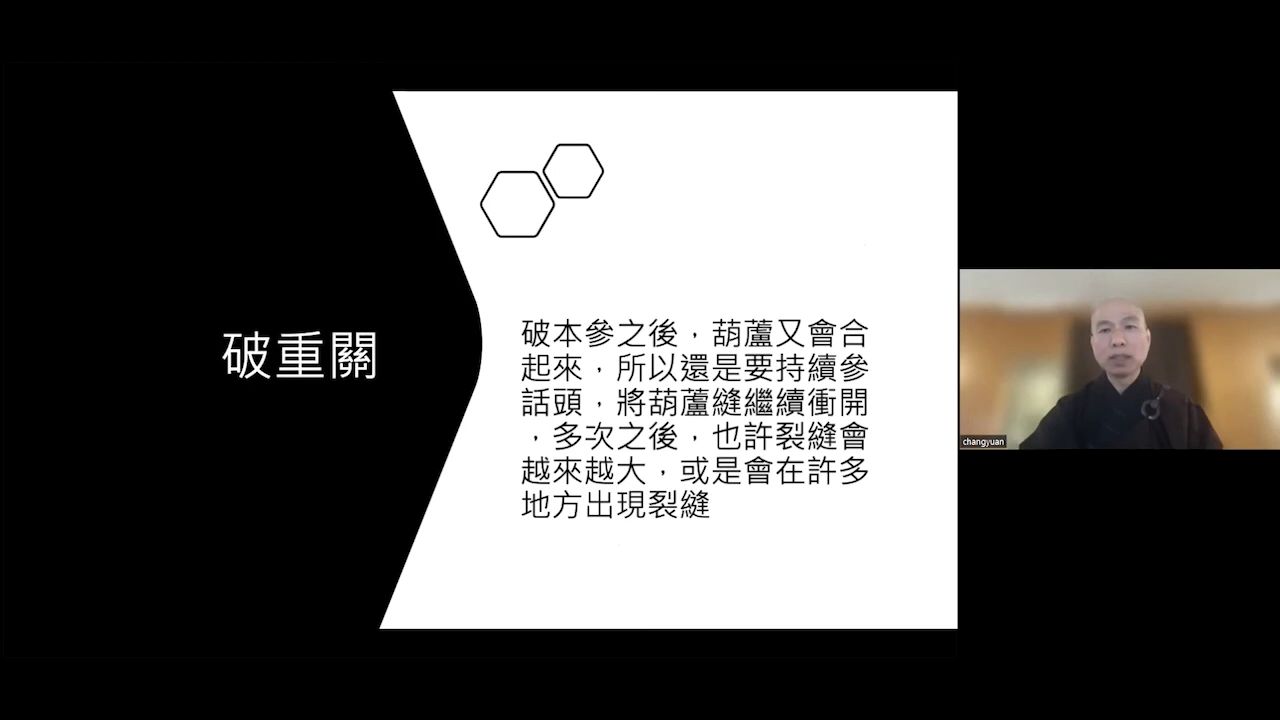 破重關
破本參之後，葫蘆又會合
起來，所以還是要持續參
話頭，將葫蘆縫繼續衝開
，多次之後，也許裂縫會
越來越大，或是會在許多
地方出現裂縫
changyuan